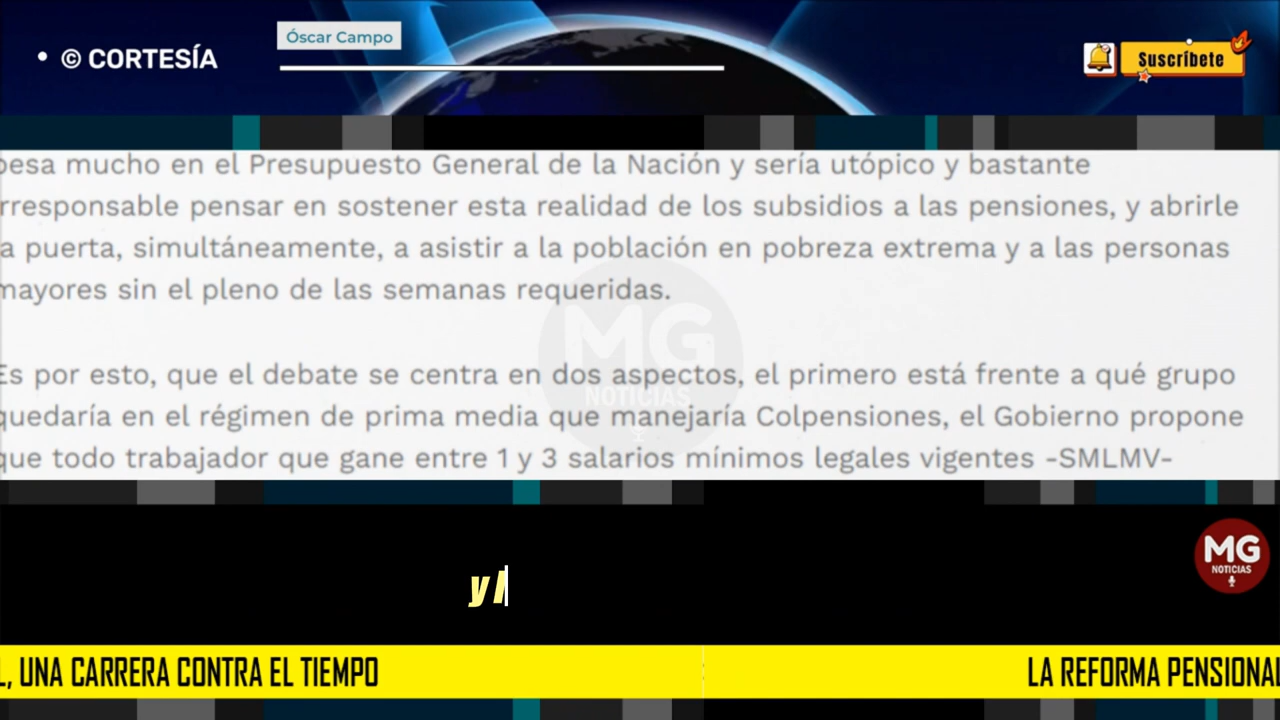 © CORTESÍA
Óscar Campo
Suscríbete
mucho en el Presupuesto General de la Nación y sería utópico y bastante
rresponsable pensar en sostener esta realidad de los subsidios a las pensiones, y abrirle
a puerta, simultáneamente, a asistir a la población en pobreza extrema y a las personas
mayores sin el pleno de las semanas requeridas.
Es por esto, que el debate se centra en dos aspectos, el primero está frente a qué grupo
quedaría en el régimen de prima media que manejaría Colpensiones, el Gobierno propone
que todo trabajador que gane entre 1 y 3 salarios mínimos legales vigentes -SMLMV-
MG
NOTICIAS
MG
NOTICIAS
y
, UNA CARRERA CONTRA EL TIEMPO
LA REFORMA PENSIONAL